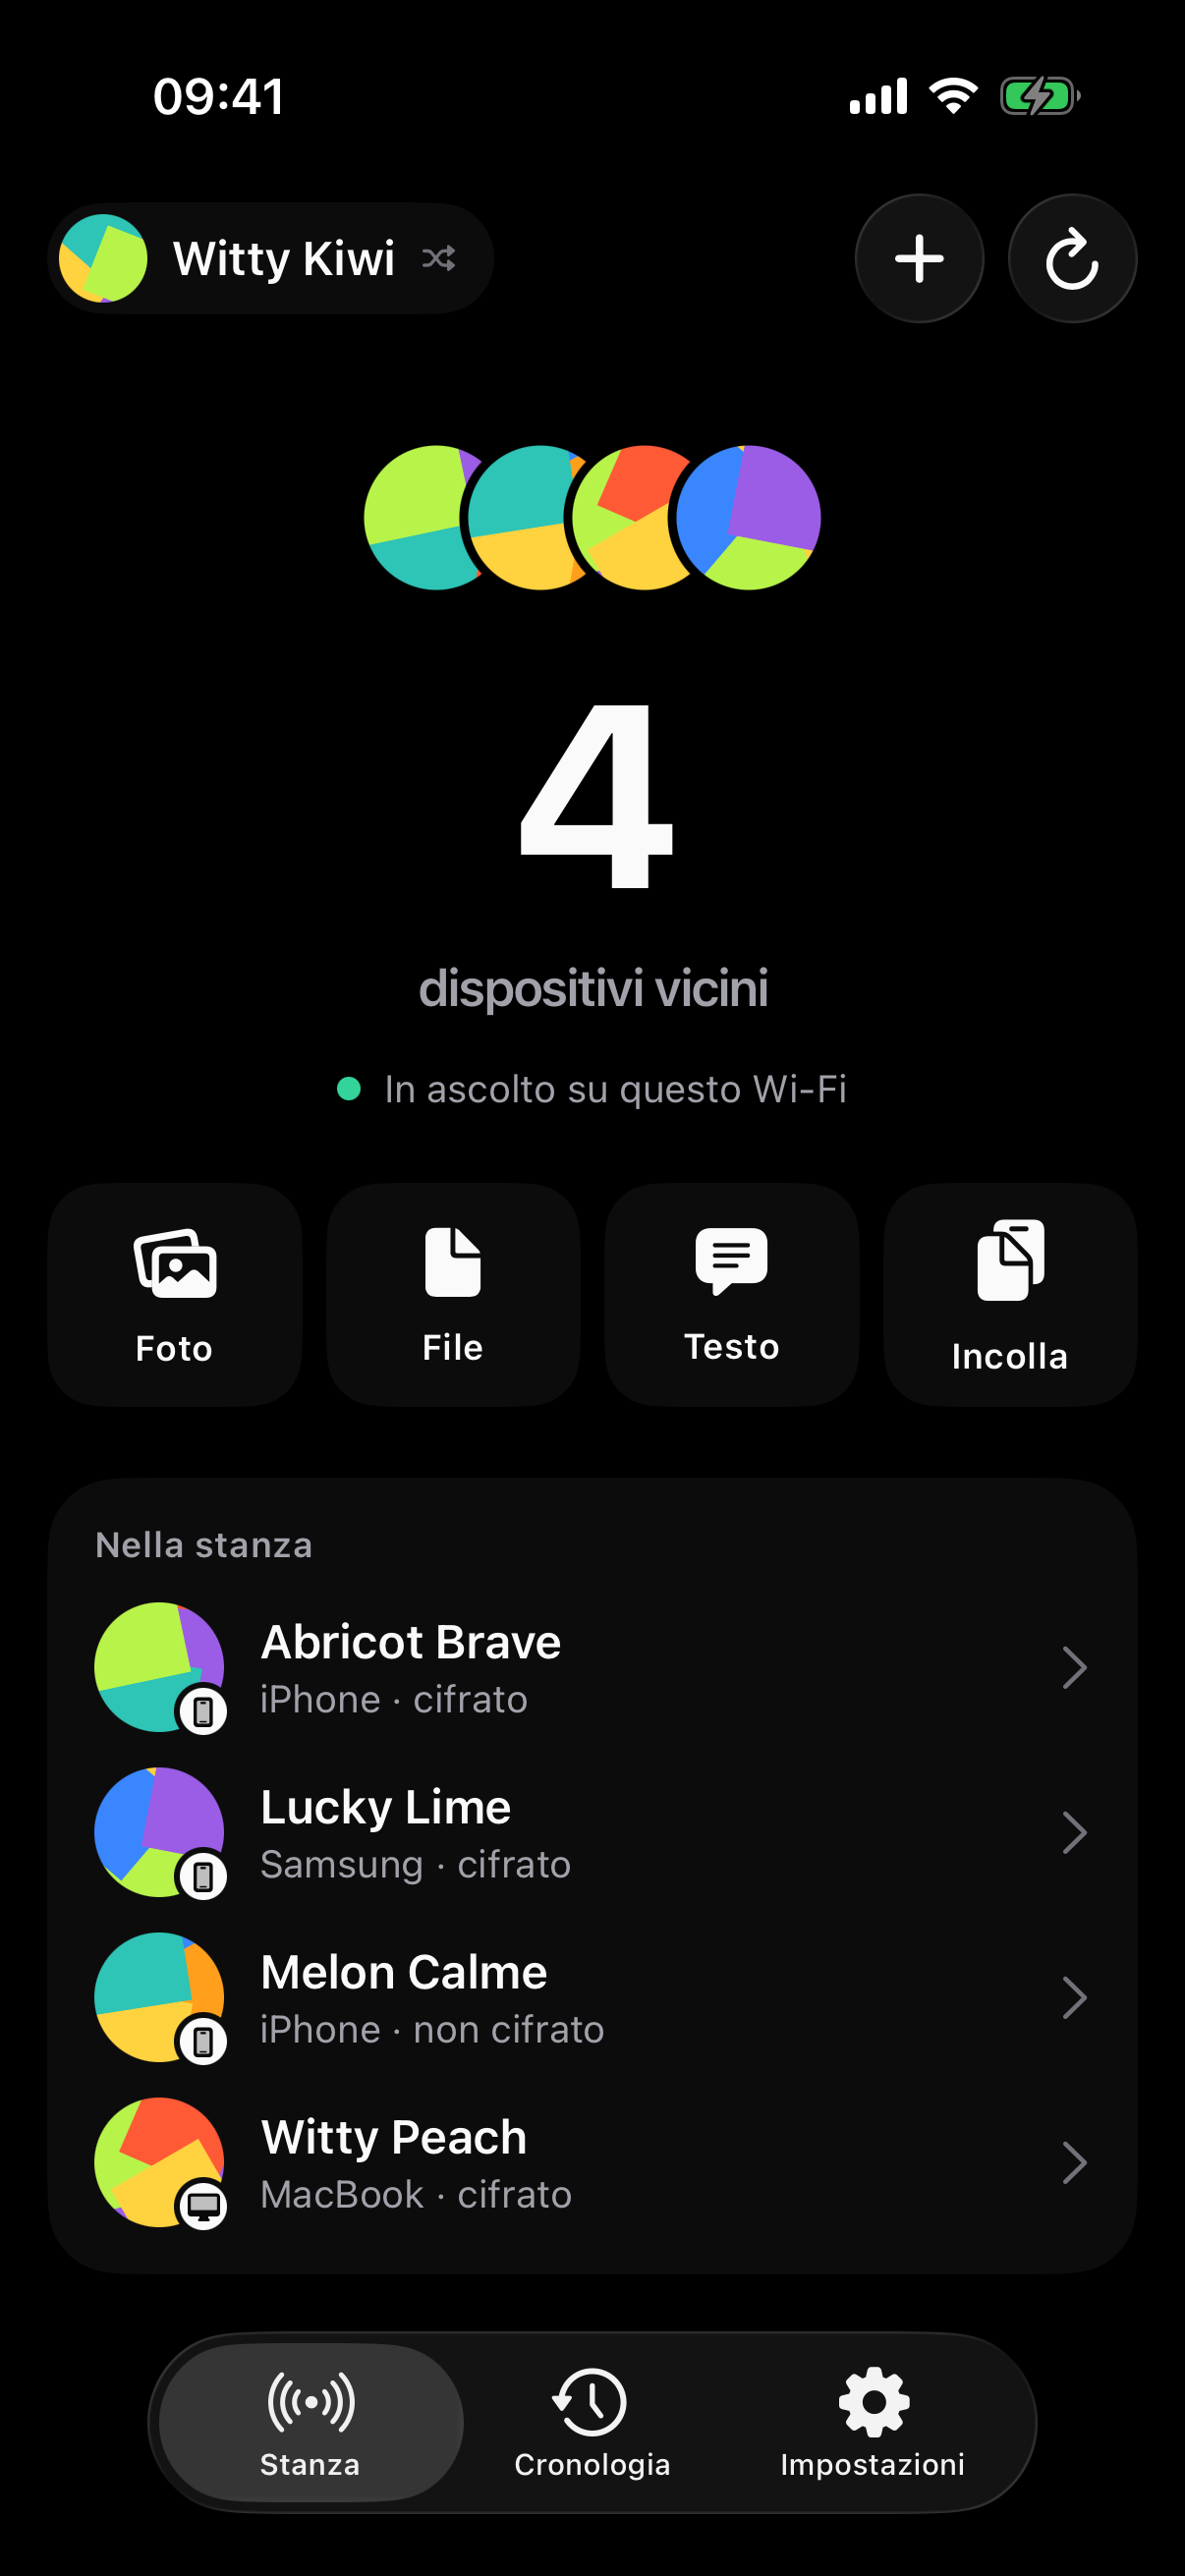 09:41
Witty Kiwi
4
dispositivi vicini
In ascolto su questo Wi-Fi
Foto
File
Testo
Incolla
Nella stanza
Abricot Brave
iPhone · cifrato
Lucky Lime
Samsung · cifrato
Melon Calme
iPhone · non cifrato
Witty Peach
MacBook · cifrato
Stanza
Cronologia
Impostazioni